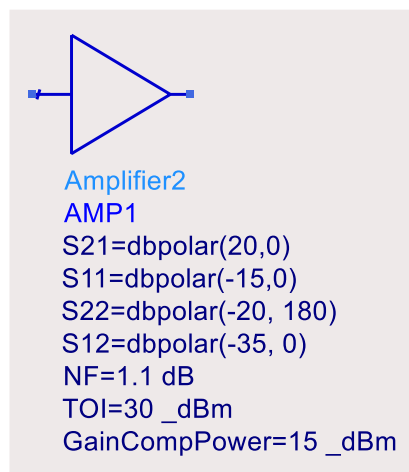 Amplifier2
AMP1
S21=dbpolar(20,0)
S11=dbpolar(-15,0)
S22=dbpolar(-20, 180)
S12=dbpolar(-35, 0)
NF=1.1 dB
TOI=30 _dBm
GainCompPower=15 _dBm